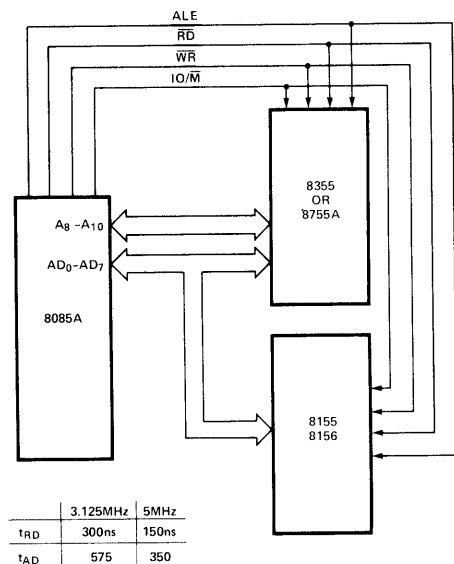 ALE
RD
WR
IO/M
8355
OR
8755A
A8 –A10
AD0–AD7
8085A
8155
8156
3.125MHz 5MHz
tRD 300ns 150ns
tAD 575 350